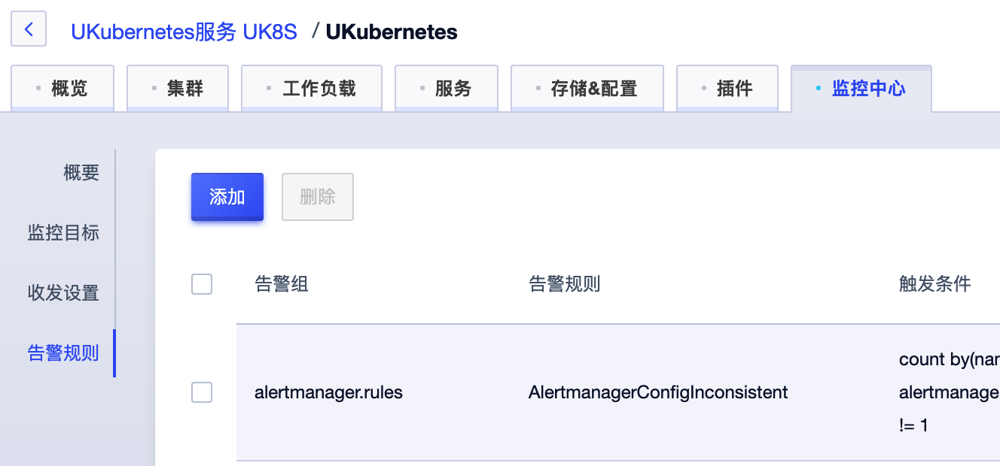 UKubernetes服务 UK8S / UKubernetes
概览 集群 工作负载 服务 存储&配置 插件 监控中心
概要
监控目标
收发设置
告警规则
添加 删除
告警组 告警规则 触发条件
alertmanager.rules AlertmanagerConfigInconsistent count by(nam
alertmanage
!= 1